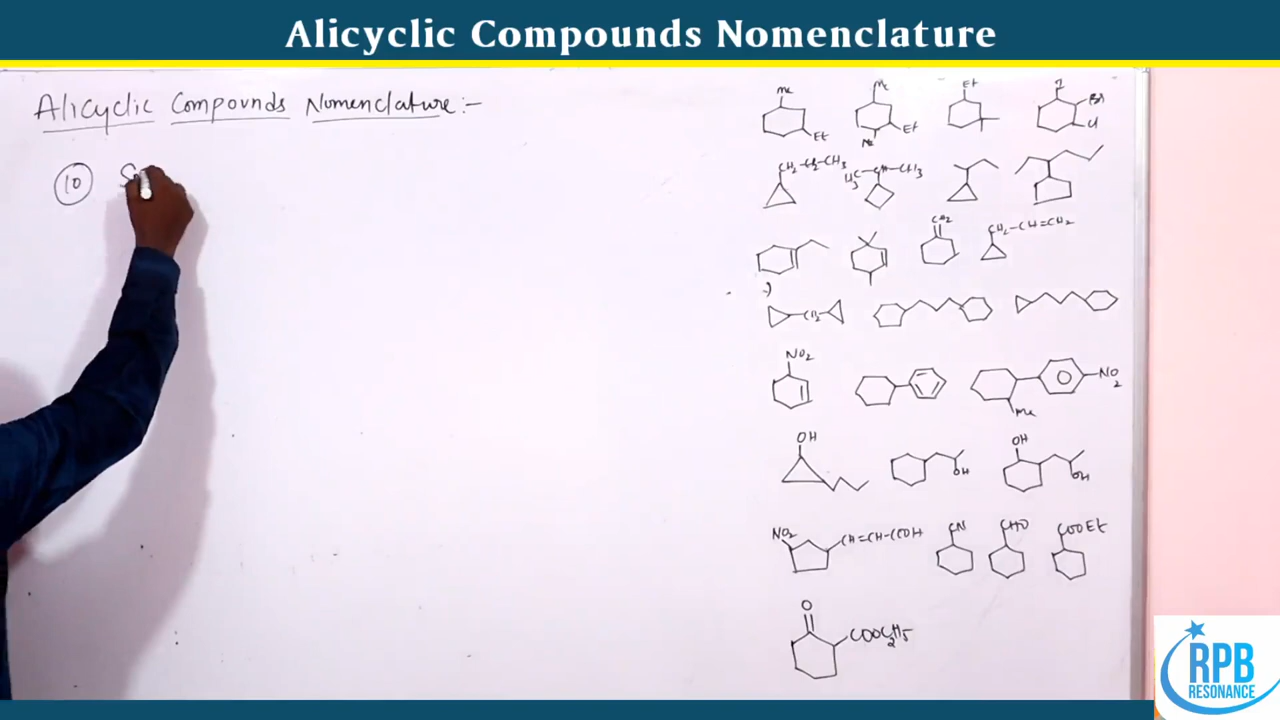 Alicyclic Compounds Nomenclature
Alicyclic Compounds Nomenclature:-
10
Me
Et
Me
Et
Me
Et
Br
Cl
CH2-CH2-CH3
H3C-CH-CH3
CH2
CH2-CH=CH2
CH2
NO2
NO2
Me
OH
OH
OH
OH
NO2
CH=CH-COOH
CN
CHO
COOEt
O
COOC2H5
RPB
RESONANCE